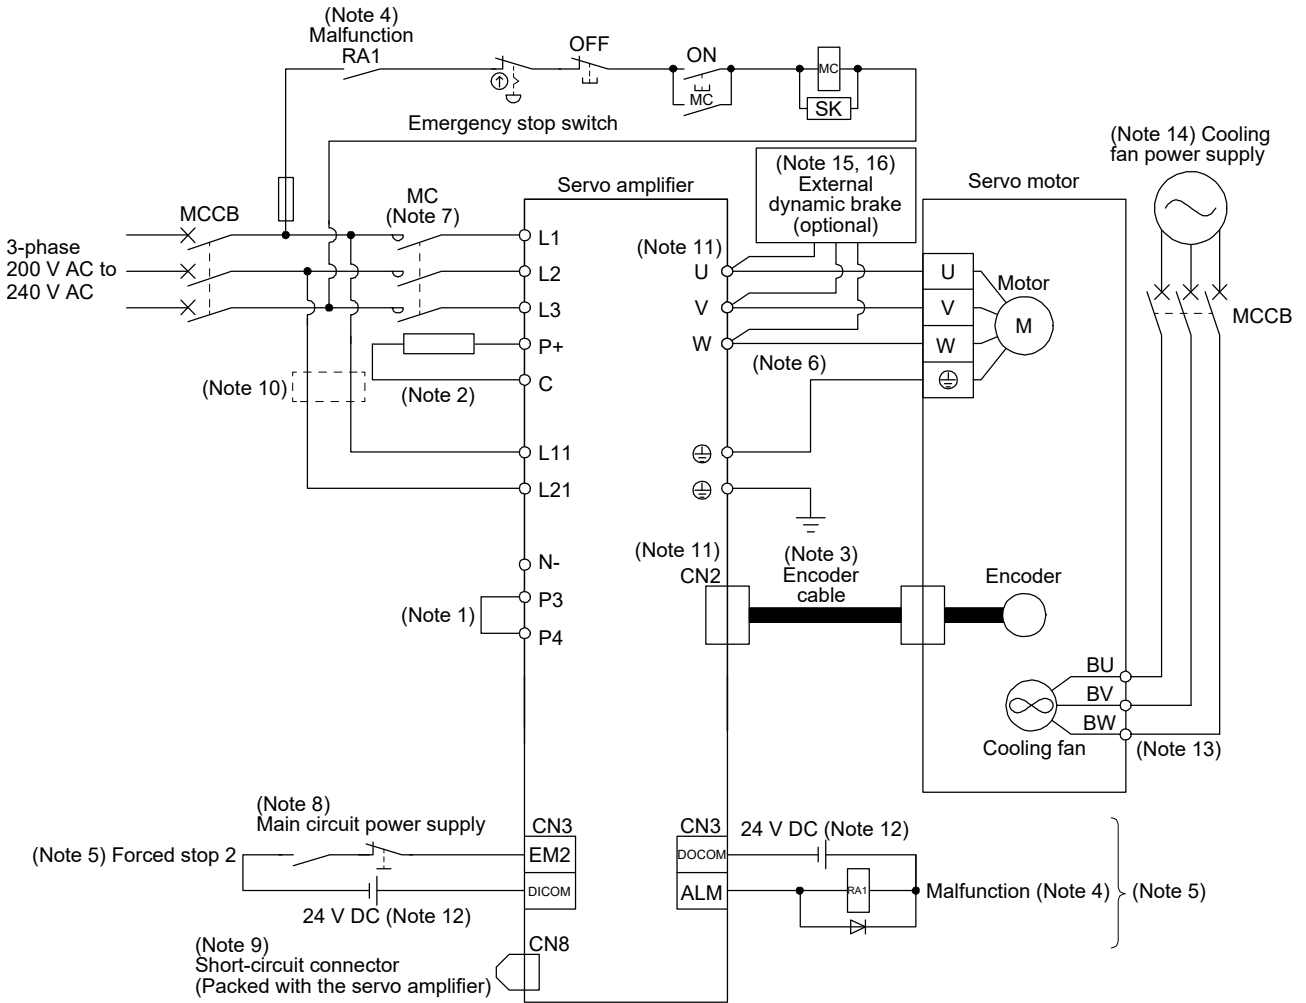 (Note 4)
Malfunction
RA1
OFF
ON
MC
MC
SK
Emergency stop switch
(Note 14) Cooling
fan power supply
(Note 15, 16)
External
dynamic brake
(optional)
Servo amplifier
Servo motor
MCCB
MC
(Note 7)
3-phase
200 V AC to
240 V AC
L1
L2
L3
P+
C
(Note 11)
U
V
W
U
V
W
Motor
M
MCCB
(Note 10)
(Note 2)
(Note 6)
L11
L21
N-
P3
P4
(Note 1)
(Note 11)
CN2
(Note 3)
Encoder
cable
Encoder
BU
BV
BW
Cooling fan
(Note 13)
(Note 8)
Main circuit power supply
(Note 5) Forced stop 2
24 V DC (Note 12)
CN3
EM2
DICOM
CN3
DOCOM
ALM
24 V DC (Note 12)
RA1
Malfunction (Note 4)
(Note 5)
(Note 9)
Short-circuit connector
(Packed with the servo amplifier)
CN8